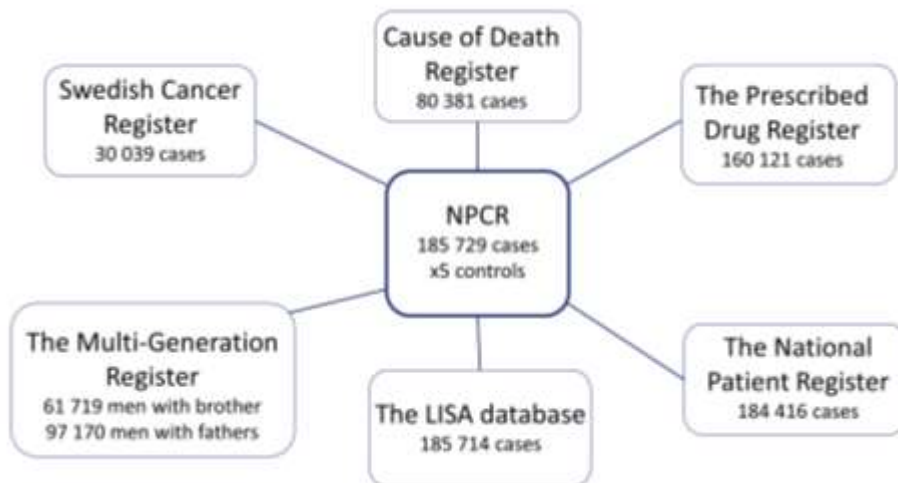 Cause of Death
Register
80 381 cases
Swedish Cancer
Register
30 039 cases
The Prescribed
Drug Register
160 121 cases
NPCR
185 729 cases
x5 controls
The Multi-Generation
Register
61 719 men with brother
97 170 men with fathers
The LISA database
185 714 cases
The National
Patient Register
184 416 cases